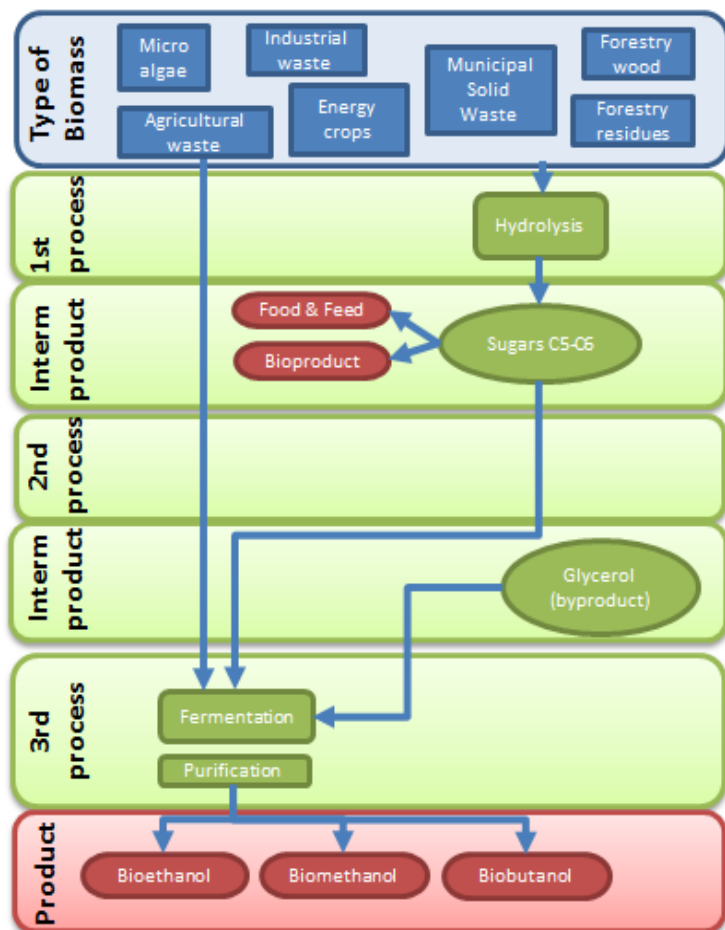 Type of
Biomass
Micro
algae
Industrial
waste
Municipal
Solid
Waste
Forestry
wood
Agricultural
waste
Energy
crops
Forestry
residues
1st
process
Hydrolysis
Interm
product
Food & Feed
Bioproduct
Sugars C5-C6
2nd
process
Interm
product
Glycerol
(byproduct)
3rd
process
Fermentation
Purification
Product
Bioethanol
Biomethanol
Biobutanol